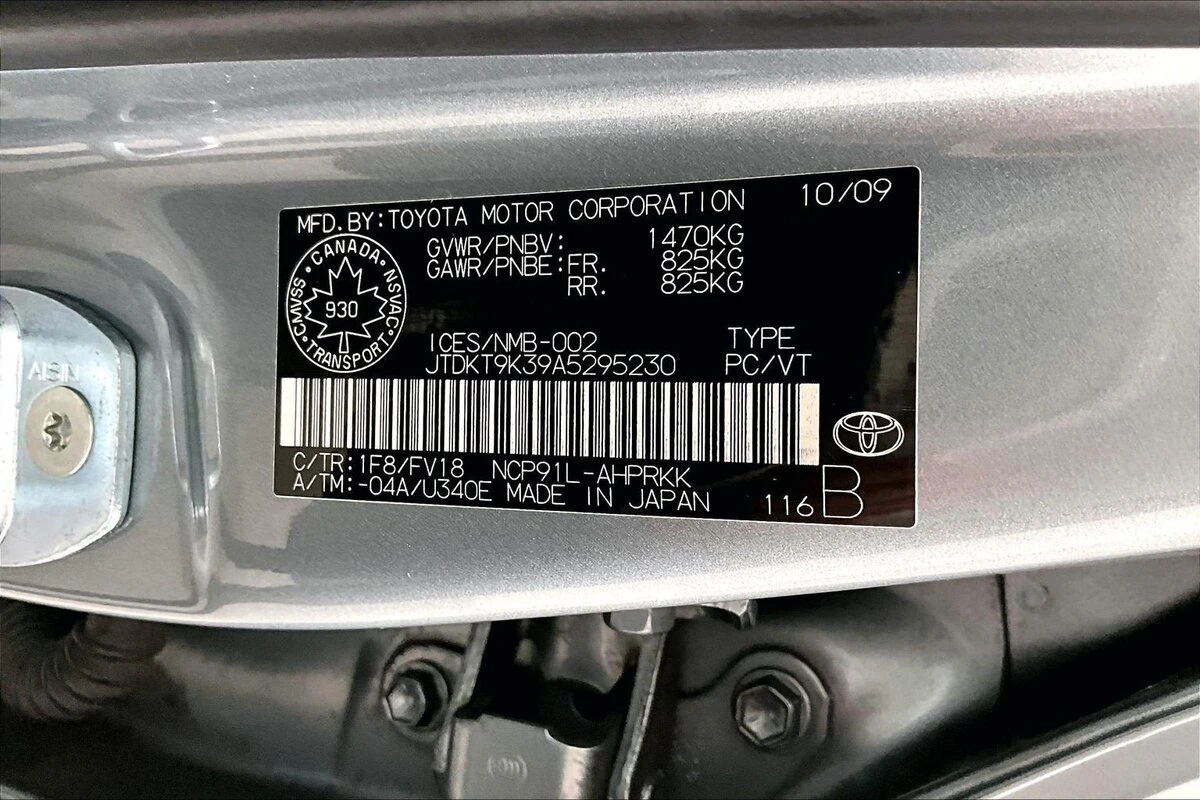 MFD.BY:TOYOTA MOTOR CORPORATION 10/09
GVWR/PNBV: 1470KG
GAWR/PNBE: FR. 825KG
RR. 825KG
CANADA
CMVSS • NSVAC
930
TRANSPORT
ICES/NMB-002 TYPE
JTDKT9K39A5295230 PC/VT
C/TR:1F8/FV18 NCP91L-AHPRKK
A/TM:-04A/U340E MADE IN JAPAN
116 B
AISIN